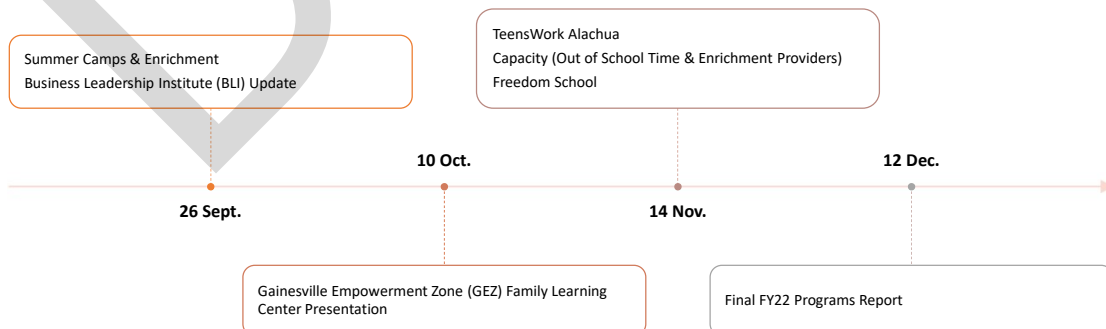 Summer Camps & Enrichment
Business Leadership Institute (BLI) Update
TeensWork Alachua
Capacity (Out of School Time & Enrichment Providers)
Freedom School
10 Oct.
12 Dec.
26 Sept.
14 Nov.
Gainesville Empowerment Zone (GEZ) Family Learning
Center Presentation
Final FY22 Programs Report